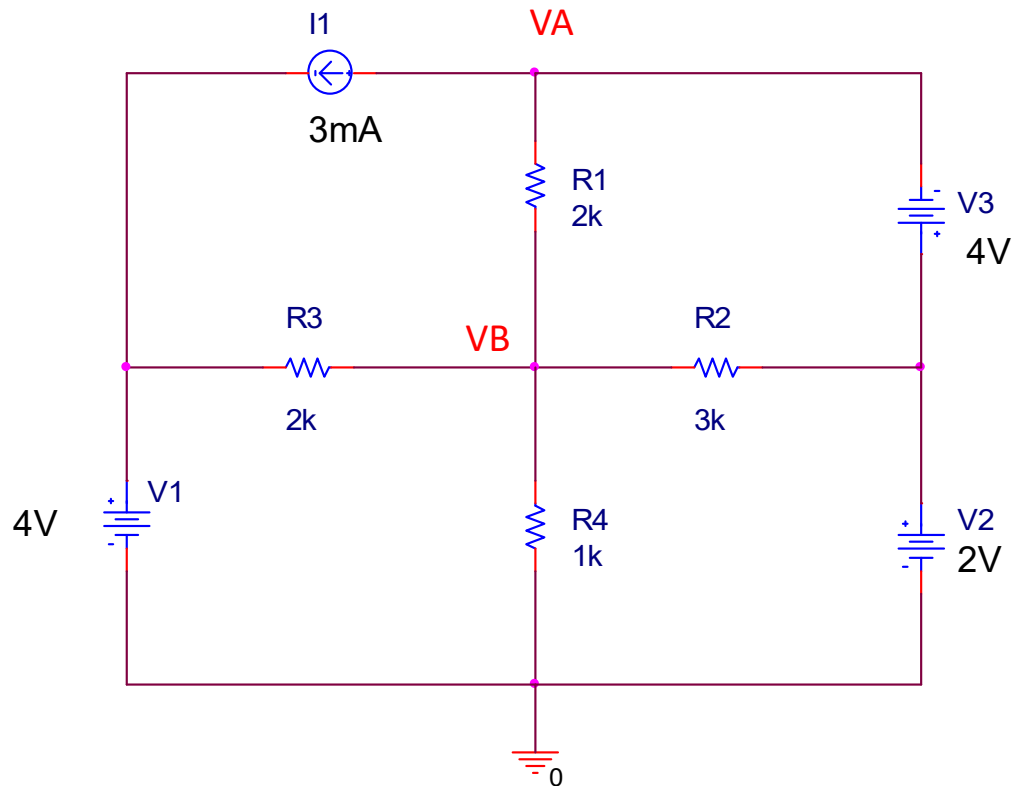 I1
VA
3mA
R1
2k
-
V3
+
4V
R3
VB
R2
2k
3k
+
V1
4V
-
R4
1k
+
V2
-
2V
0